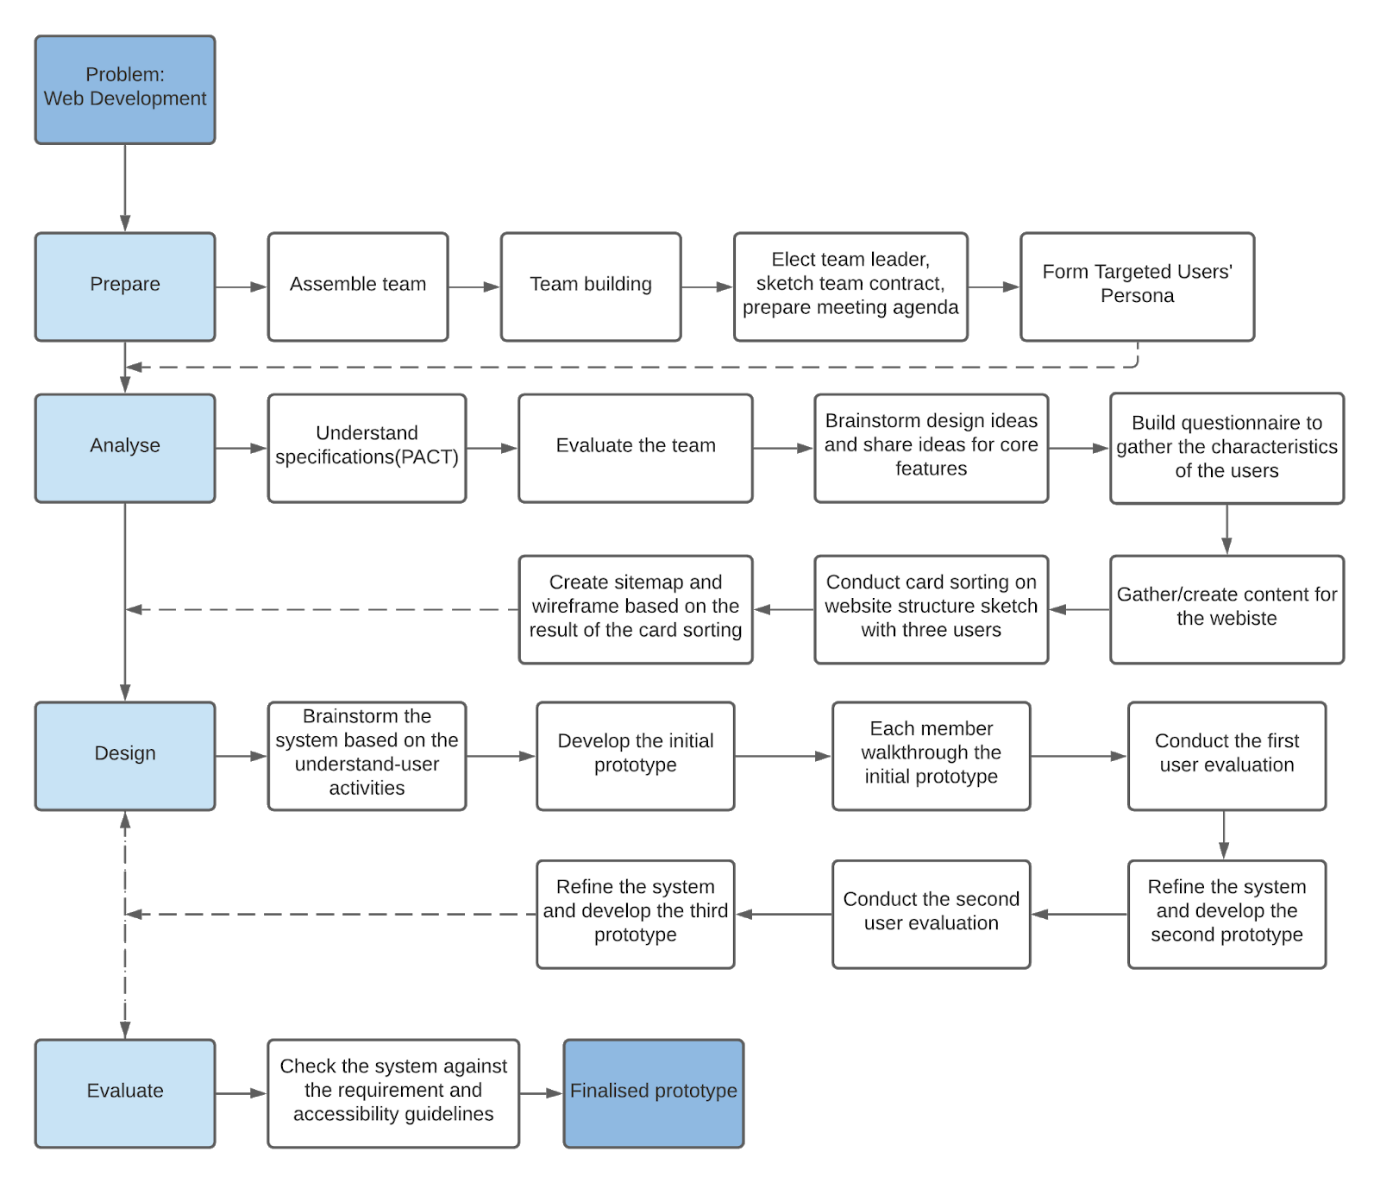 Problem:
Web Development
Prepare
Assemble team
Team building
Elect team leader,
sketch team contract,
prepare meeting agenda
Form Targeted Users'
Persona
Analyse
Understand
specifications(PACT)
Evaluate the team
Brainstorm design ideas
and share ideas for core
features
Build questionnaire to
gather the characteristics
of the users
Gather/create content for
the webiste
Conduct card sorting on
website structure sketch
with three users
Create sitemap and
wireframe based on the
result of the card sorting
Design
Brainstorm the
system based on the
understand-user
activities
Develop the initial
prototype
Each member
walkthrough the
initial prototype
Conduct the first
user evaluation
Refine the system
and develop the
second prototype
Conduct the second
user evaluation
Refine the system
and develop the third
prototype
Evaluate
Check the system against
the requirement and
accessibility guidelines
Finalised prototype